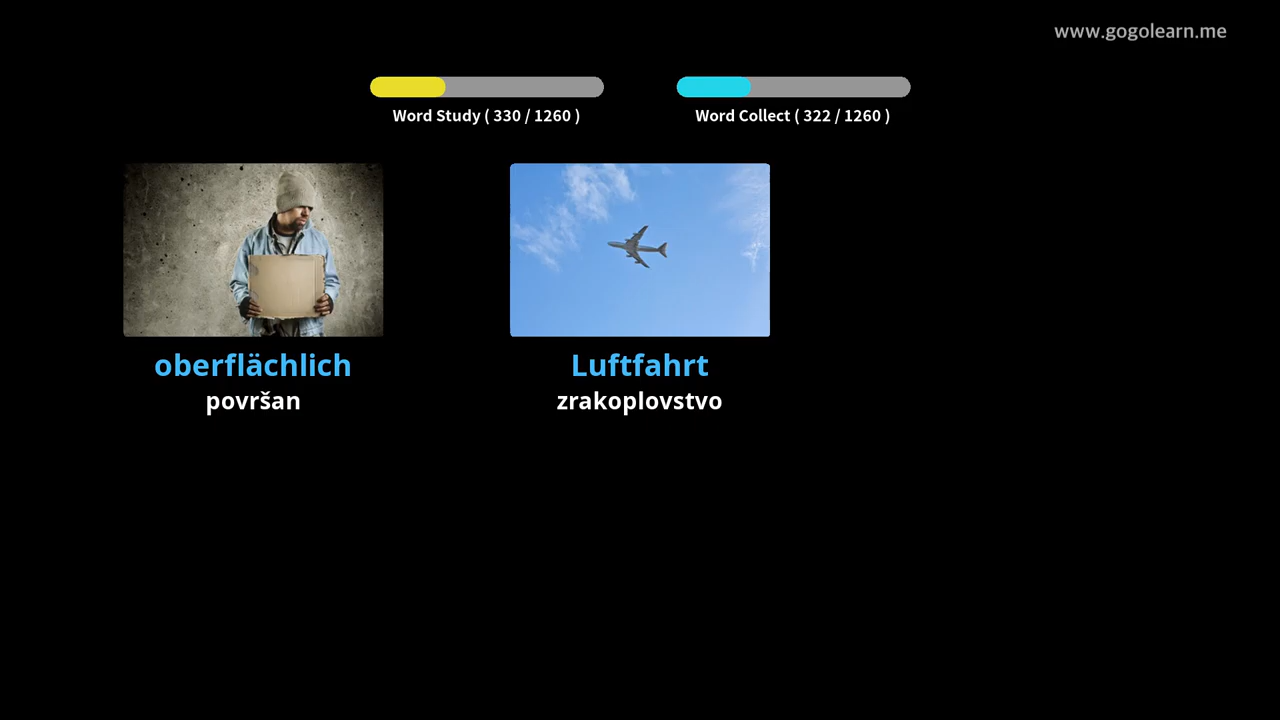 www.gogolearn.me
Word Study ( 330 / 1260 )
Word Collect ( 322 / 1260 )
oberflächlich
površan
Luftfahrt
zrakoplovstvo